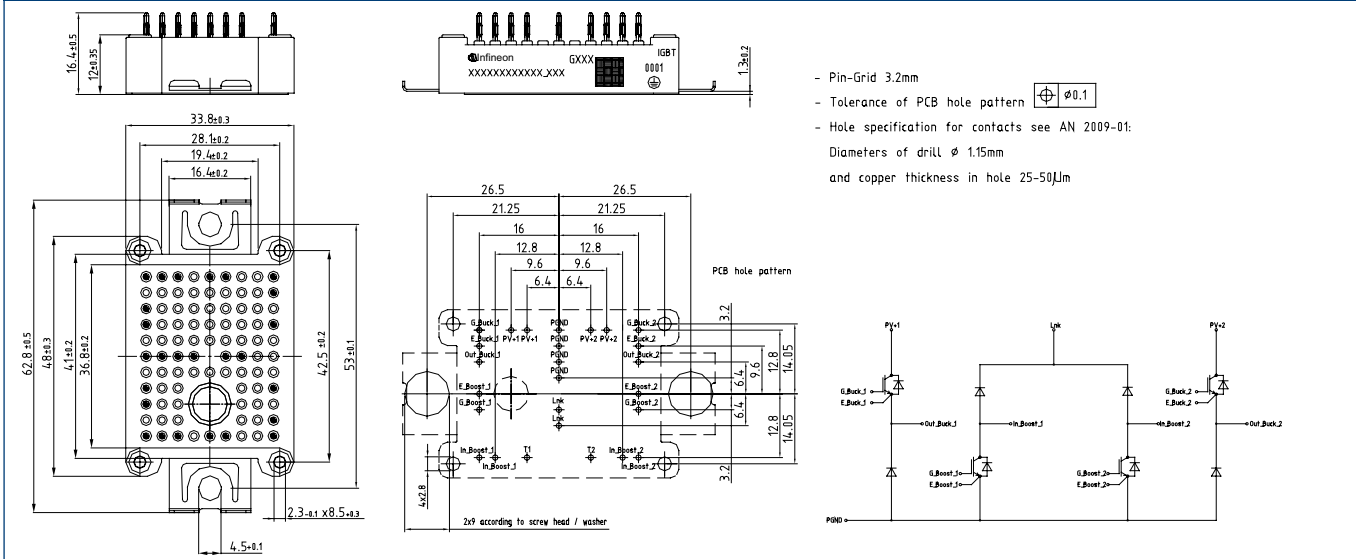 16.4±0.5
12±0.35
Infineon
GXXX
IGBT
XXXXXXXXXXXX_XXX
0001
1.3±0.2
- Pin-Grid 3.2mm
- Tolerance of PCB hole pattern ⌖ ⌀0.1
- Hole specification for contacts see AN 2009-01:
Diameters of drill ⌀ 1.15mm
and copper thickness in hole 25-50µm
33.8±0.3
28.1±0.2
19.4±0.2
16.4±0.2
62.8 ±0.5
4.8±0.3
41±0.2
36.8±0.2
42.5 ±0.2
53±0.1
2.3-0.1 x8.5+0.3
4.5+0.1
26.5 26.5
21.25 21.25
16 16
12.8 12.8
9.6 9.6
6.4 6.4
PCB hole pattern
3.2
G_Buck_1 PGND G_Buck_2
E_Buck_1 PV+1 PV+1 PGND PV+2 PV+2 E_Buck_2
Out_Buck_1 PGND Out_Buck_2
PGND
E_Boost_1 E_Boost_2
G_Boost_1 Lnk G_Boost_2
Lnk
In_Boost_1 T1 T2 In_Boost_2
In_Boost_1 In_Boost_2
6.4
9.6
12.8
14.05
6.4
12.8
14.05
3.2
4x2.8
2x9 according to screw head / washer
PV+1
Lnk
PV+2
G_Buck_1
E_Buck_1
G_Buck_2
E_Buck_2
Out_Buck_1
In_Boost_1
In_Boost_2
Out_Buck_2
G_Boost_1
E_Boost_1
G_Boost_2
E_Boost_2
PGND